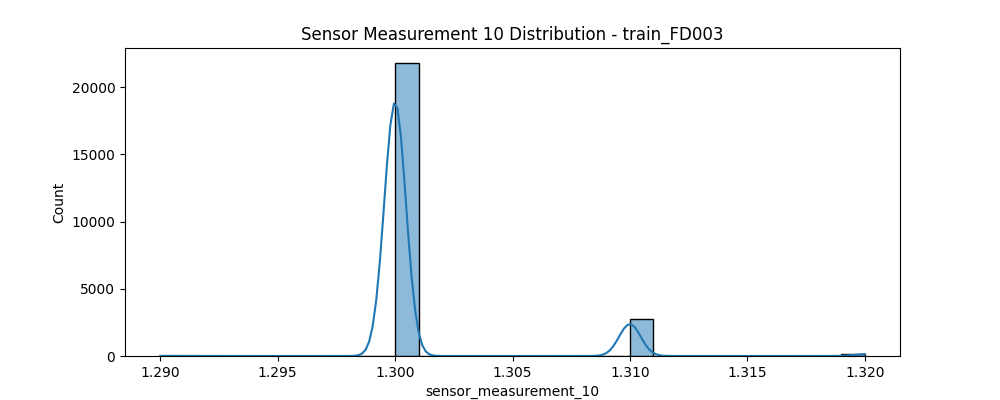 Sensor Measurement 10 Distribution - train_FD003
Count
20000
15000
10000
5000
0
1.290 1.295 1.300 1.305 1.310 1.315 1.320
sensor_measurement_10